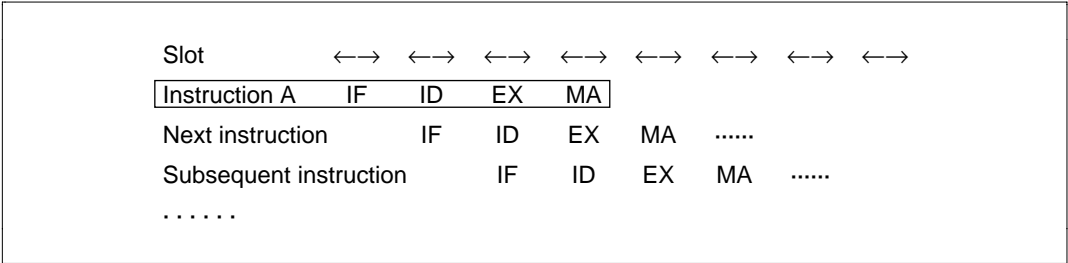 Slot ←→ ←→ ←→ ←→ ←→ ←→ ←→ ←→
Instruction A IF ID EX MA
Next instruction IF ID EX MA ......
Subsequent instruction IF ID EX MA ......
. . . . . .